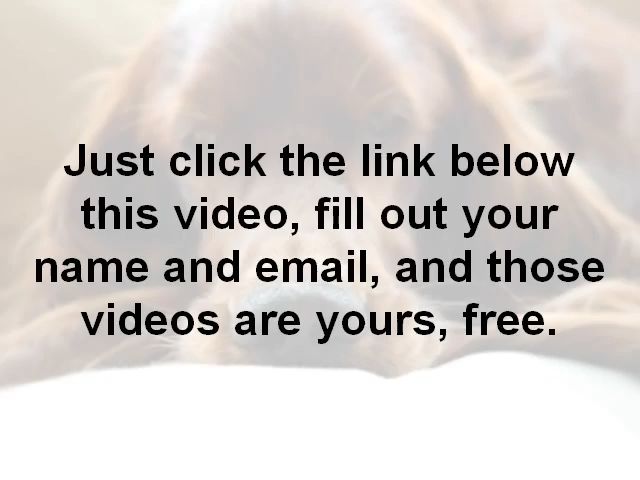 Just click the link below
this video, fill out your
name and email, and those
videos are yours, free.